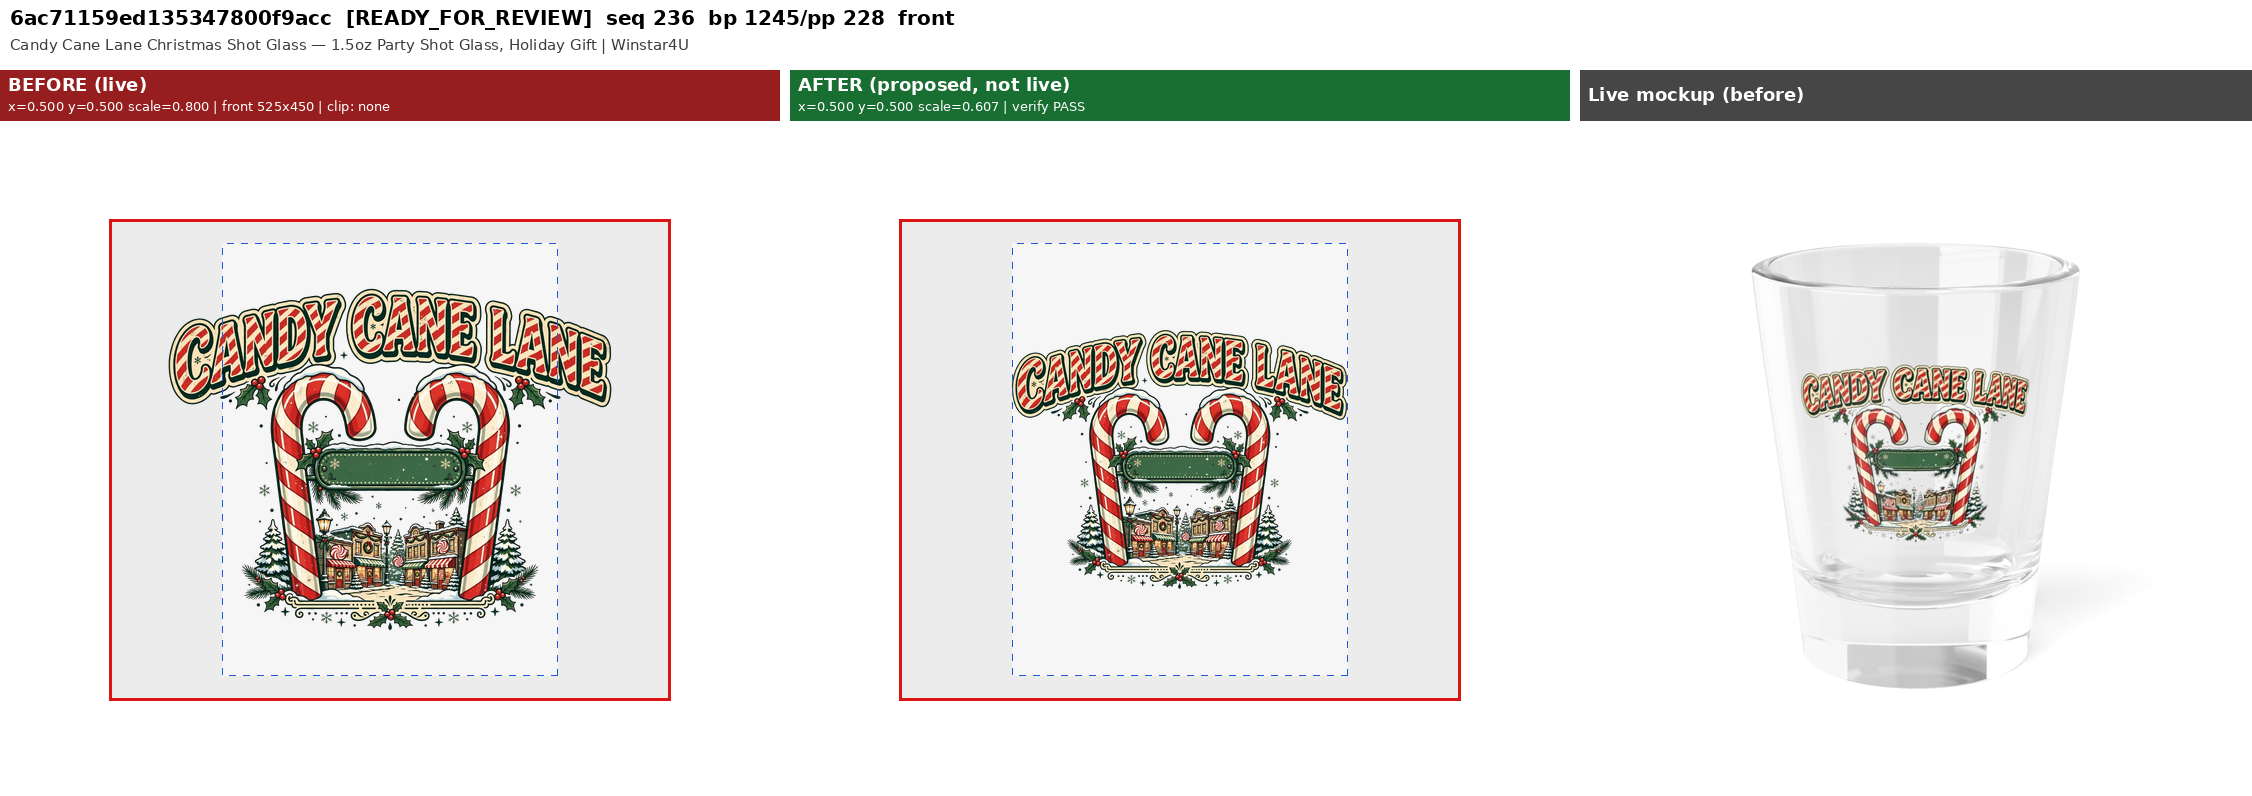 6ac71159ed135347800f9acc [READY_FOR_REVIEW] seq 236 bp 1245/pp 228 front
Candy Cane Lane Christmas Shot Glass — 1.5oz Party Shot Glass, Holiday Gift | Winstar4U
BEFORE (live)
x=0.500 y=0.500 scale=0.800 | front 525x450 | clip: none
AFTER (proposed, not live)
x=0.500 y=0.500 scale=0.607 | verify PASS
Live mockup (before)
CANDY CANE LANE
CANDY CANE LANE
CANDY CANE LANE